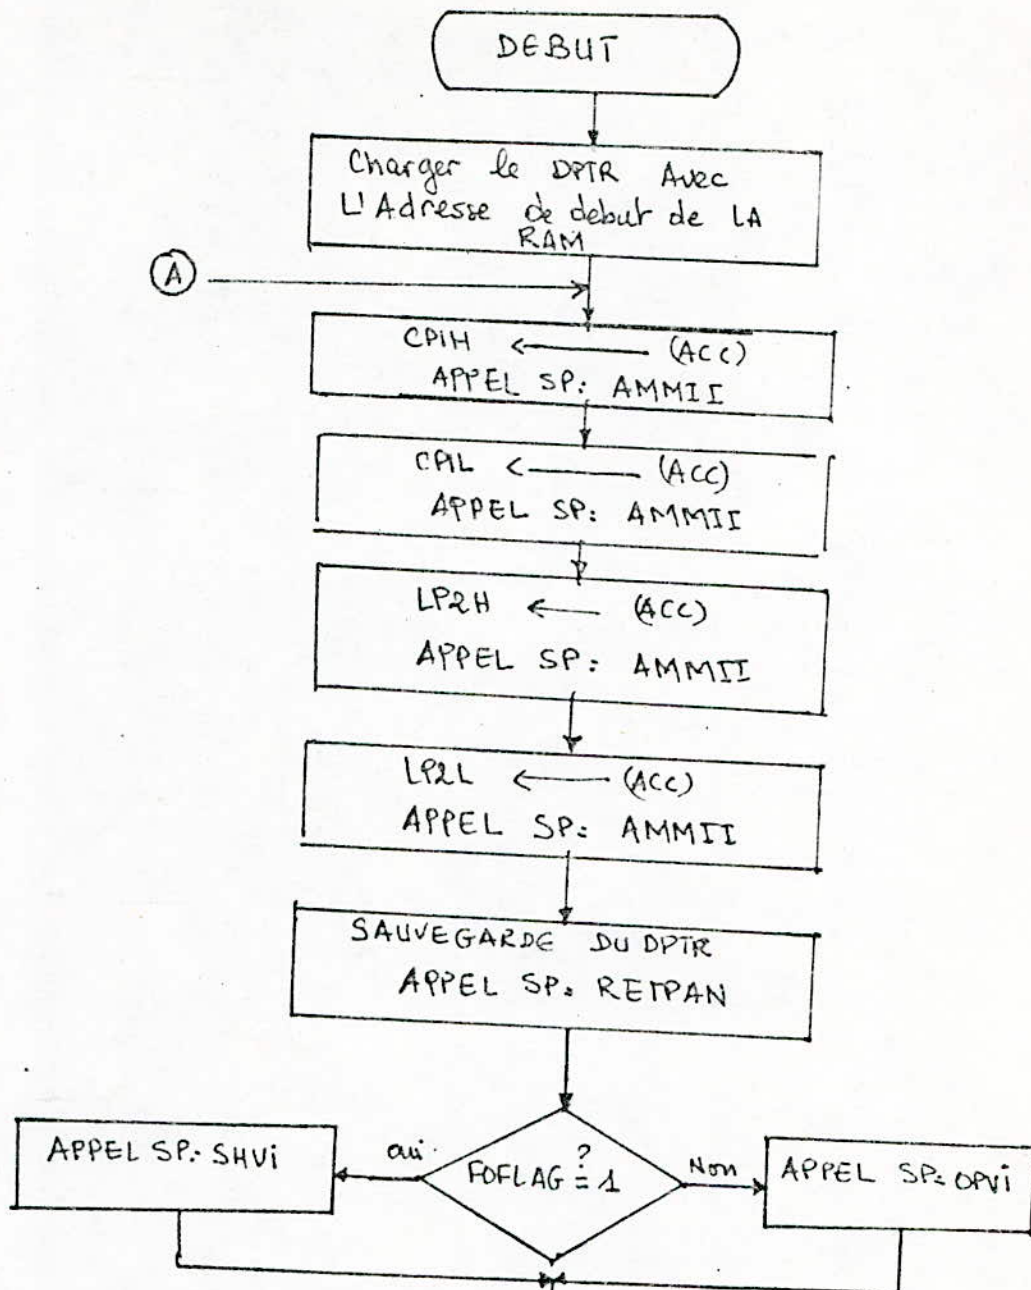 DEBUT
Charger le DPTR Avec
L'Adresse de debut de LA
RAM
A
CPIH ← (ACC)
APPEL SP: AMMII
CPIL ← (ACC)
APPEL SP: AMMII
LP2H ← (ACC)
APPEL SP: AMMII
LP2L ← (ACC)
APPEL SP: AMMII
SAUVEGARDE DU DPTR
APPEL SP: RETPAN
APPEL SP: SHVi
oui
FOFLAG ?= 1
Non
APPEL SP: OPVi